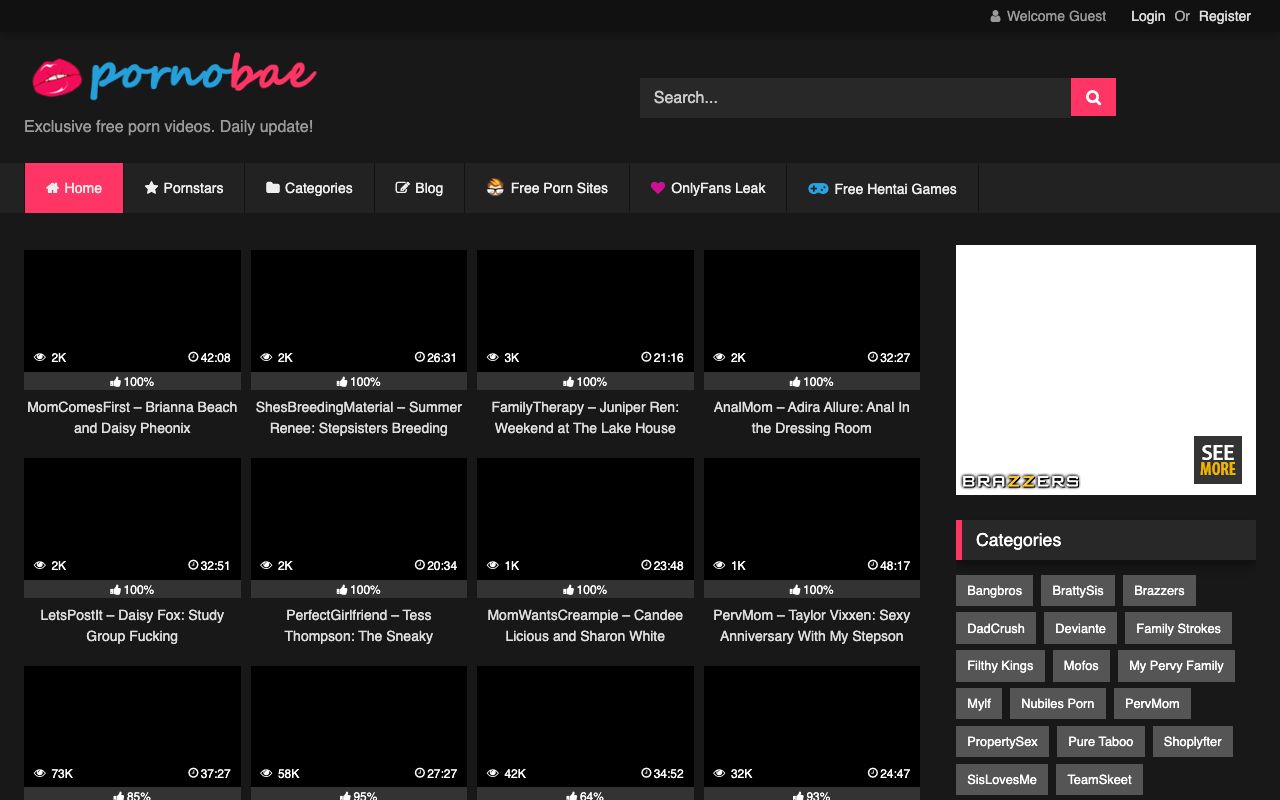 Welcome Guest Login Or Register
pornobae
Search...
Exclusive free porn videos. Daily update!
Home Pornstars Categories Blog Free Porn Sites OnlyFans Leak Free Hentai Games
2K 42:08 2K 26:31 3K 21:16 2K 32:27
100% 100% 100% 100%
MomComesFirst – Brianna Beach ShesBreedingMaterial – Summer FamilyTherapy – Juniper Ren: AnalMom – Adira Allure: Anal In
and Daisy Pheonix Renee: Stepsisters Breeding Weekend at The Lake House the Dressing Room
SEE
MORE
BRAZZERS
2K 32:51 2K 20:34 1K 23:48 1K 48:17
100% 100% 100% 100%
LetsPostIt – Daisy Fox: Study PerfectGirlfriend – Tess MomWantsCreampie – Candee PervMom – Taylor Vixxen: Sexy
Group Fucking Thompson: The Sneaky Licious and Sharon White Anniversary With My Stepson
73K 37:27 58K 27:27 42K 34:52 32K 24:47
85% 95% 64% 93%
Categories
Bangbros BrattySis Brazzers
DadCrush Deviante Family Strokes
Filthy Kings Mofos My Pervy Family
Mylf Nubiles Porn PervMom
PropertySex Pure Taboo Shoplyfter
SisLovesMe TeamSkeet